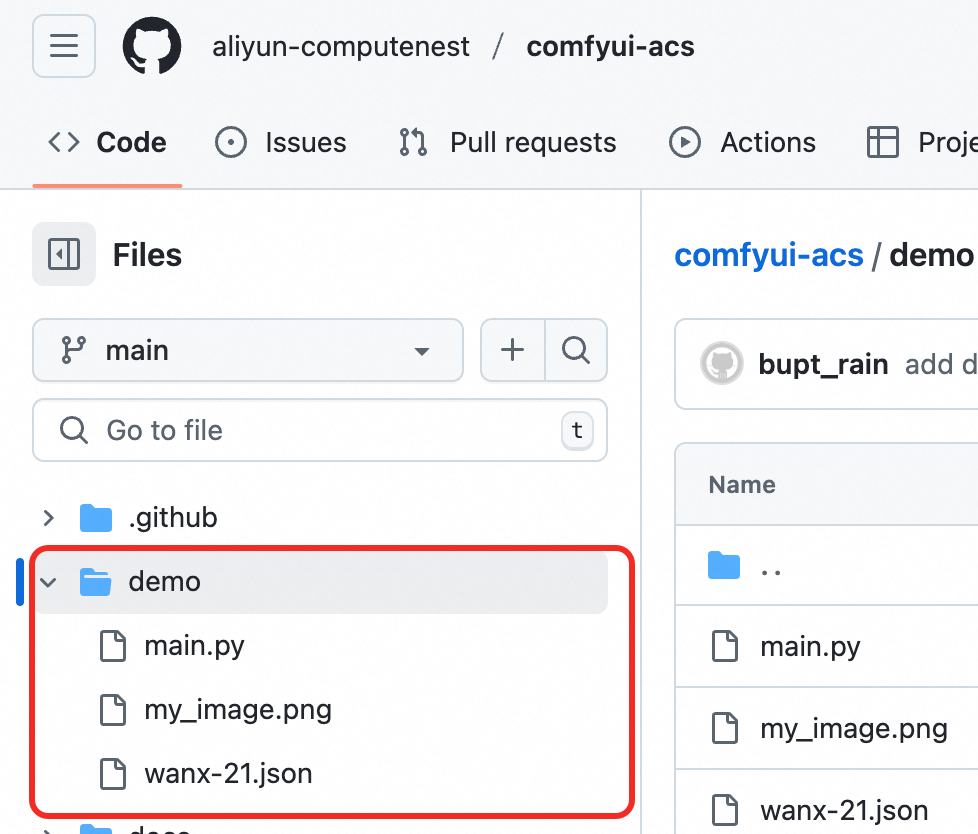 aliyun-computenest / comfyui-acs
Code Issues Pull requests Actions Proje
Files
main
Go to file t
.github
demo
main.py
my_image.png
wanx-21.json
comfyui-acs / demo
bupt_rain add d
Name
..
main.py
my_image.png
wanx-21.json